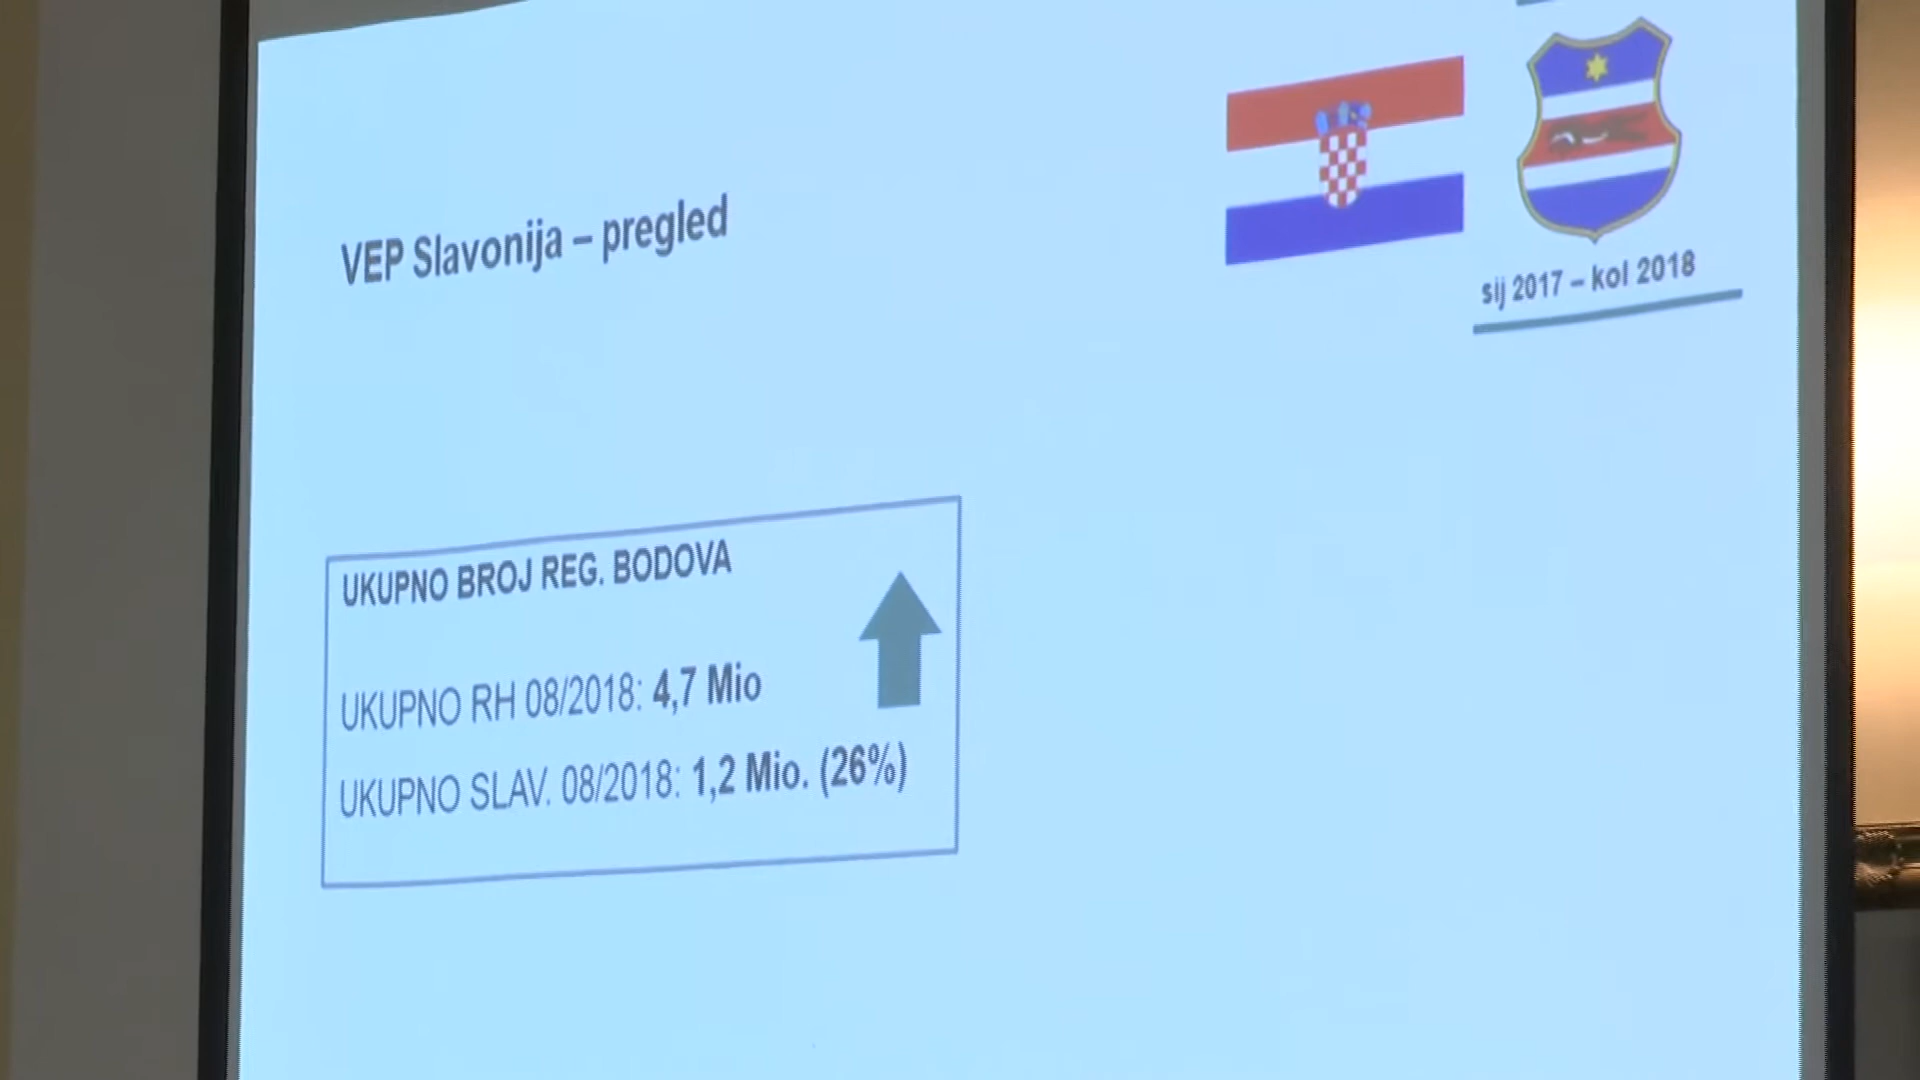 VEP Slavonija – pregled
sij 2017 – kol 2018
UKUPNO BROJ REG. BODOVA
UKUPNO RH 08/2018: 4,7 Mio
UKUPNO SLAV. 08/2018: 1,2 Mio. (26%)